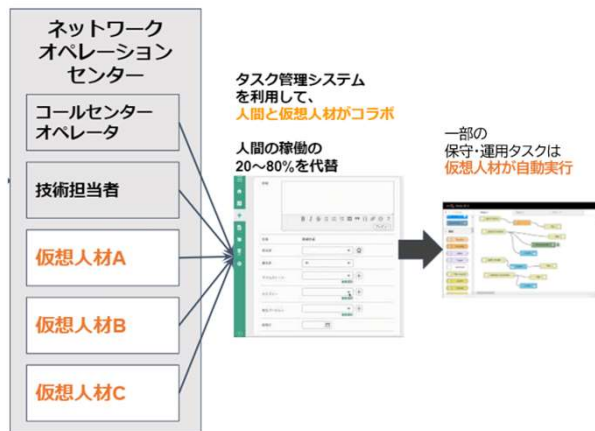 ネットワーク
オペレーション
センター
コールセンター
オペレータ
技術担当者
仮想人材A
仮想人材B
仮想人材C
タスク管理システム
を利用して、
人間と仮想人材がコラボ
人間の稼働の
20～80%を代替
一部の
保守・運用タスクは
仮想人材が自動実行